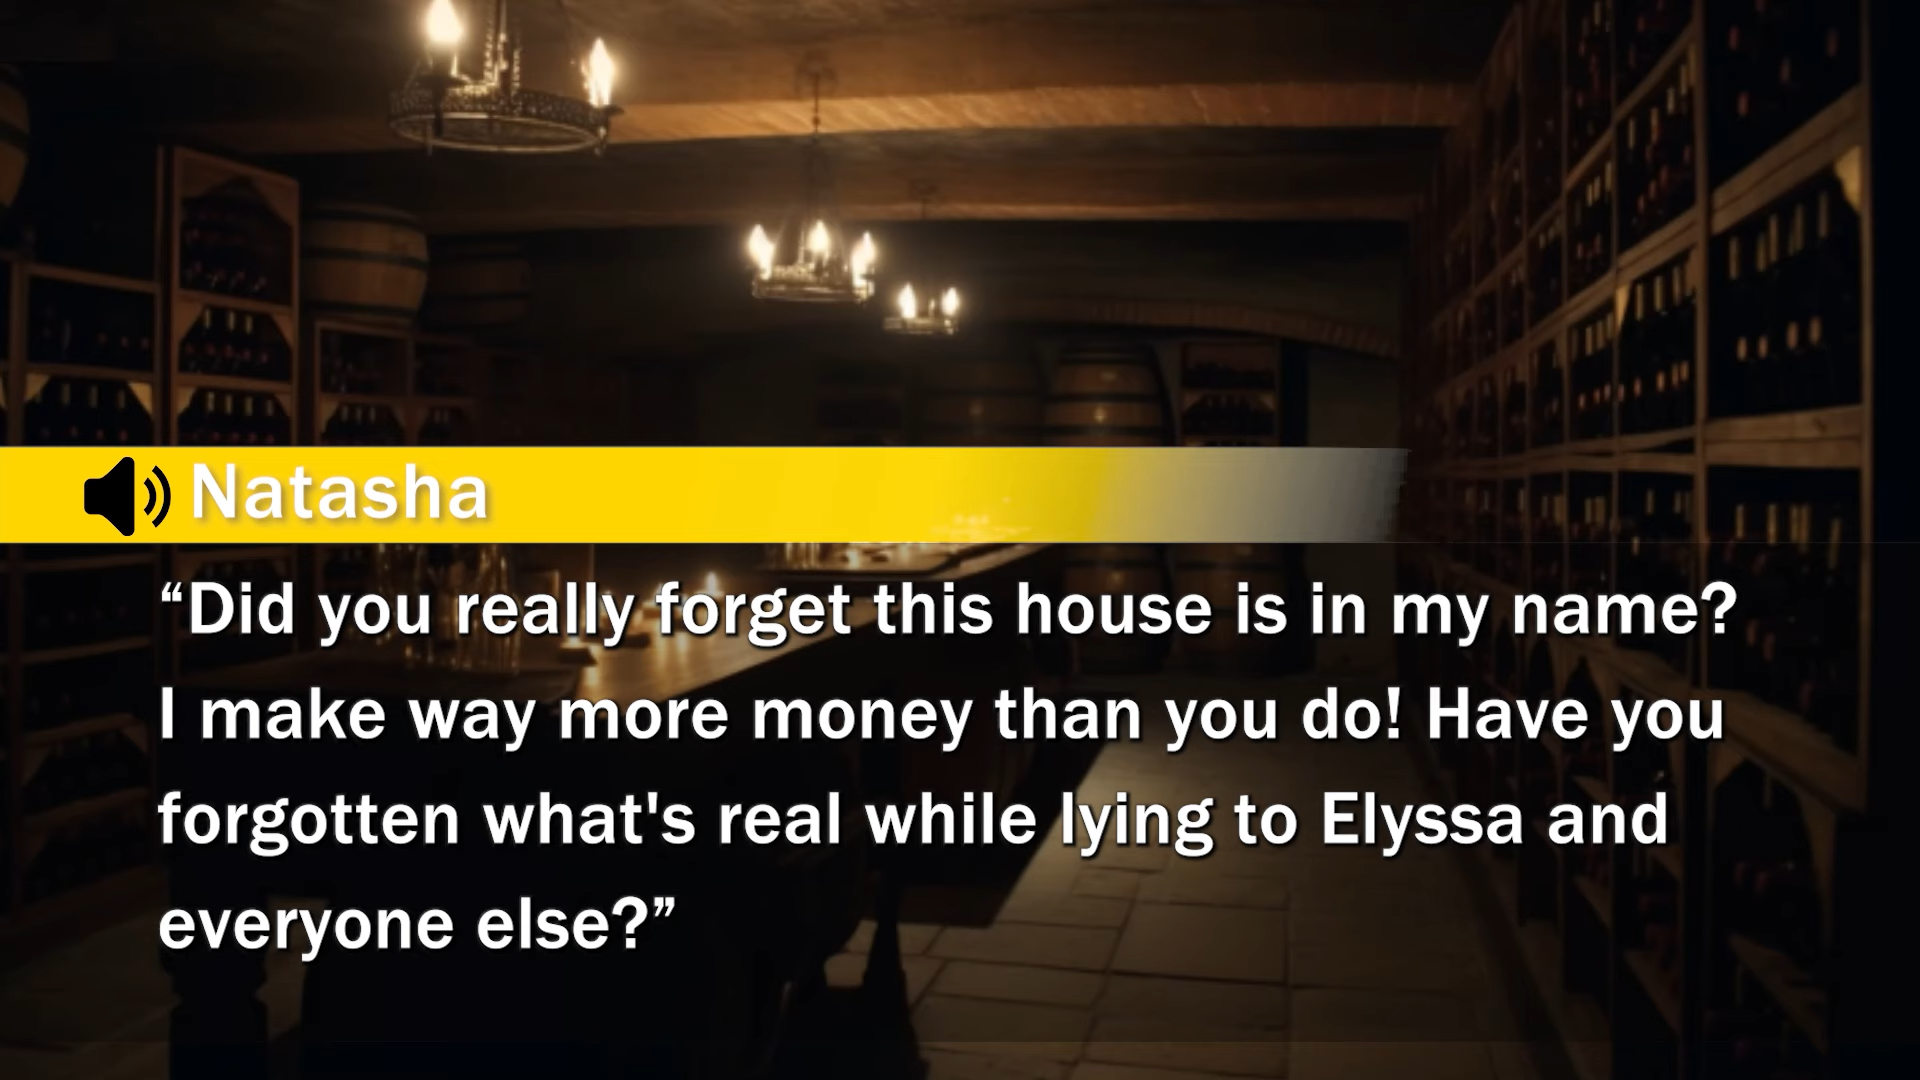 Natasha
“Did you really forget this house is in my name?
I make way more money than you do! Have you
forgotten what's real while lying to Elyssa and
everyone else?”